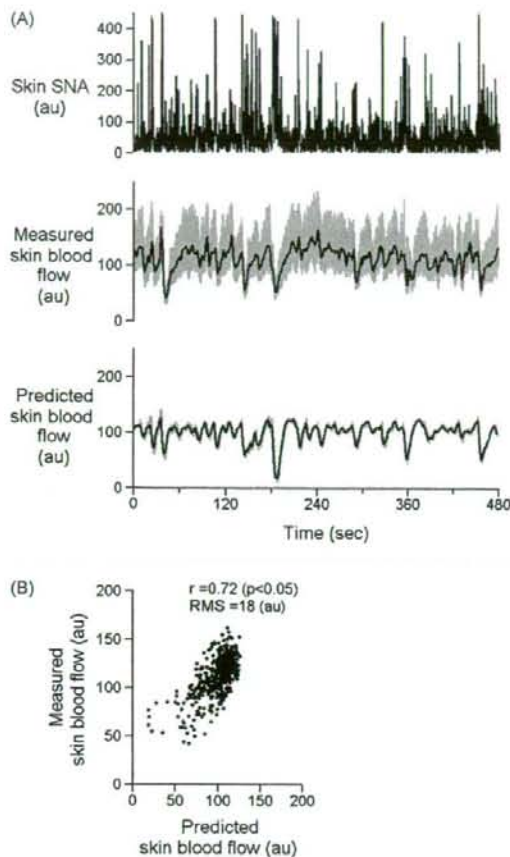 (A)
400
300
Skin SNA
(au)
200
100
0
200
Measured
skin blood
flow
(au)
100
0
200
Predicted
skin blood
flow
(au)
100
0
0 120 240 360 480
Time (sec)
(B)
r =0.72 (p<0.05)
RMS =18 (au)
200
150
100
50
0
Measured
skin blood flow (au)
0 50 100 150 200
Predicted
skin blood flow (au)